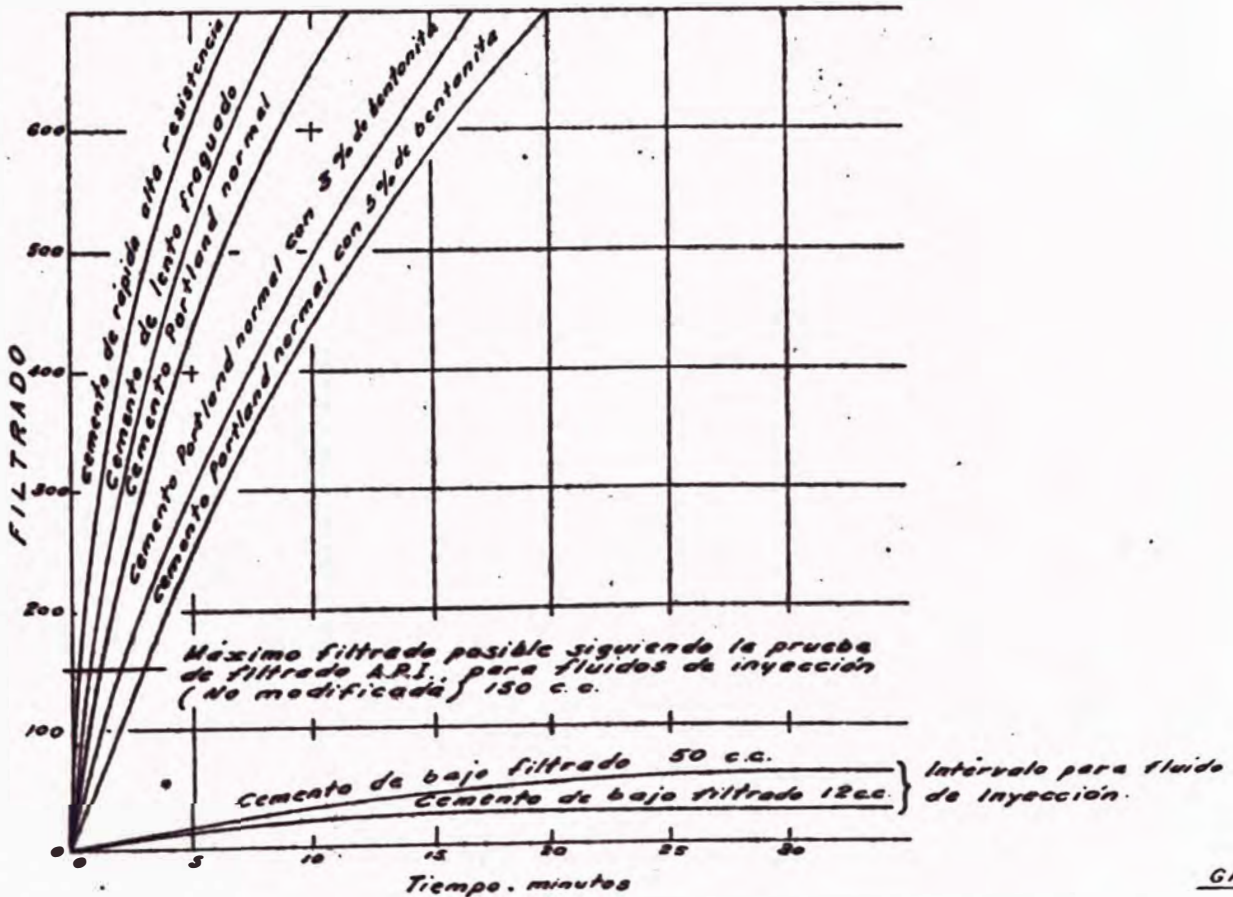 FILTRADO
600
500
400
300
200
100
0
cemento de rápida alta resistencia
Cemento de lento fraguado
Cemento Portland normal
cemento Portland normal con 3% de bentonita
cemento Portland normal con 5% de bentonita
Máximo filtrado posible siguiendo la prueba
de filtrado A.P.I., para fluidos de inyección
(No modificada) 150 c.c.
Cemento de bajo filtrado 50 c.c.
Cemento de bajo filtrado 12 c.c.
Intérvalo para fluido
de Inyección.
0 5 10 15 20 25 30
Tiempo. minutos